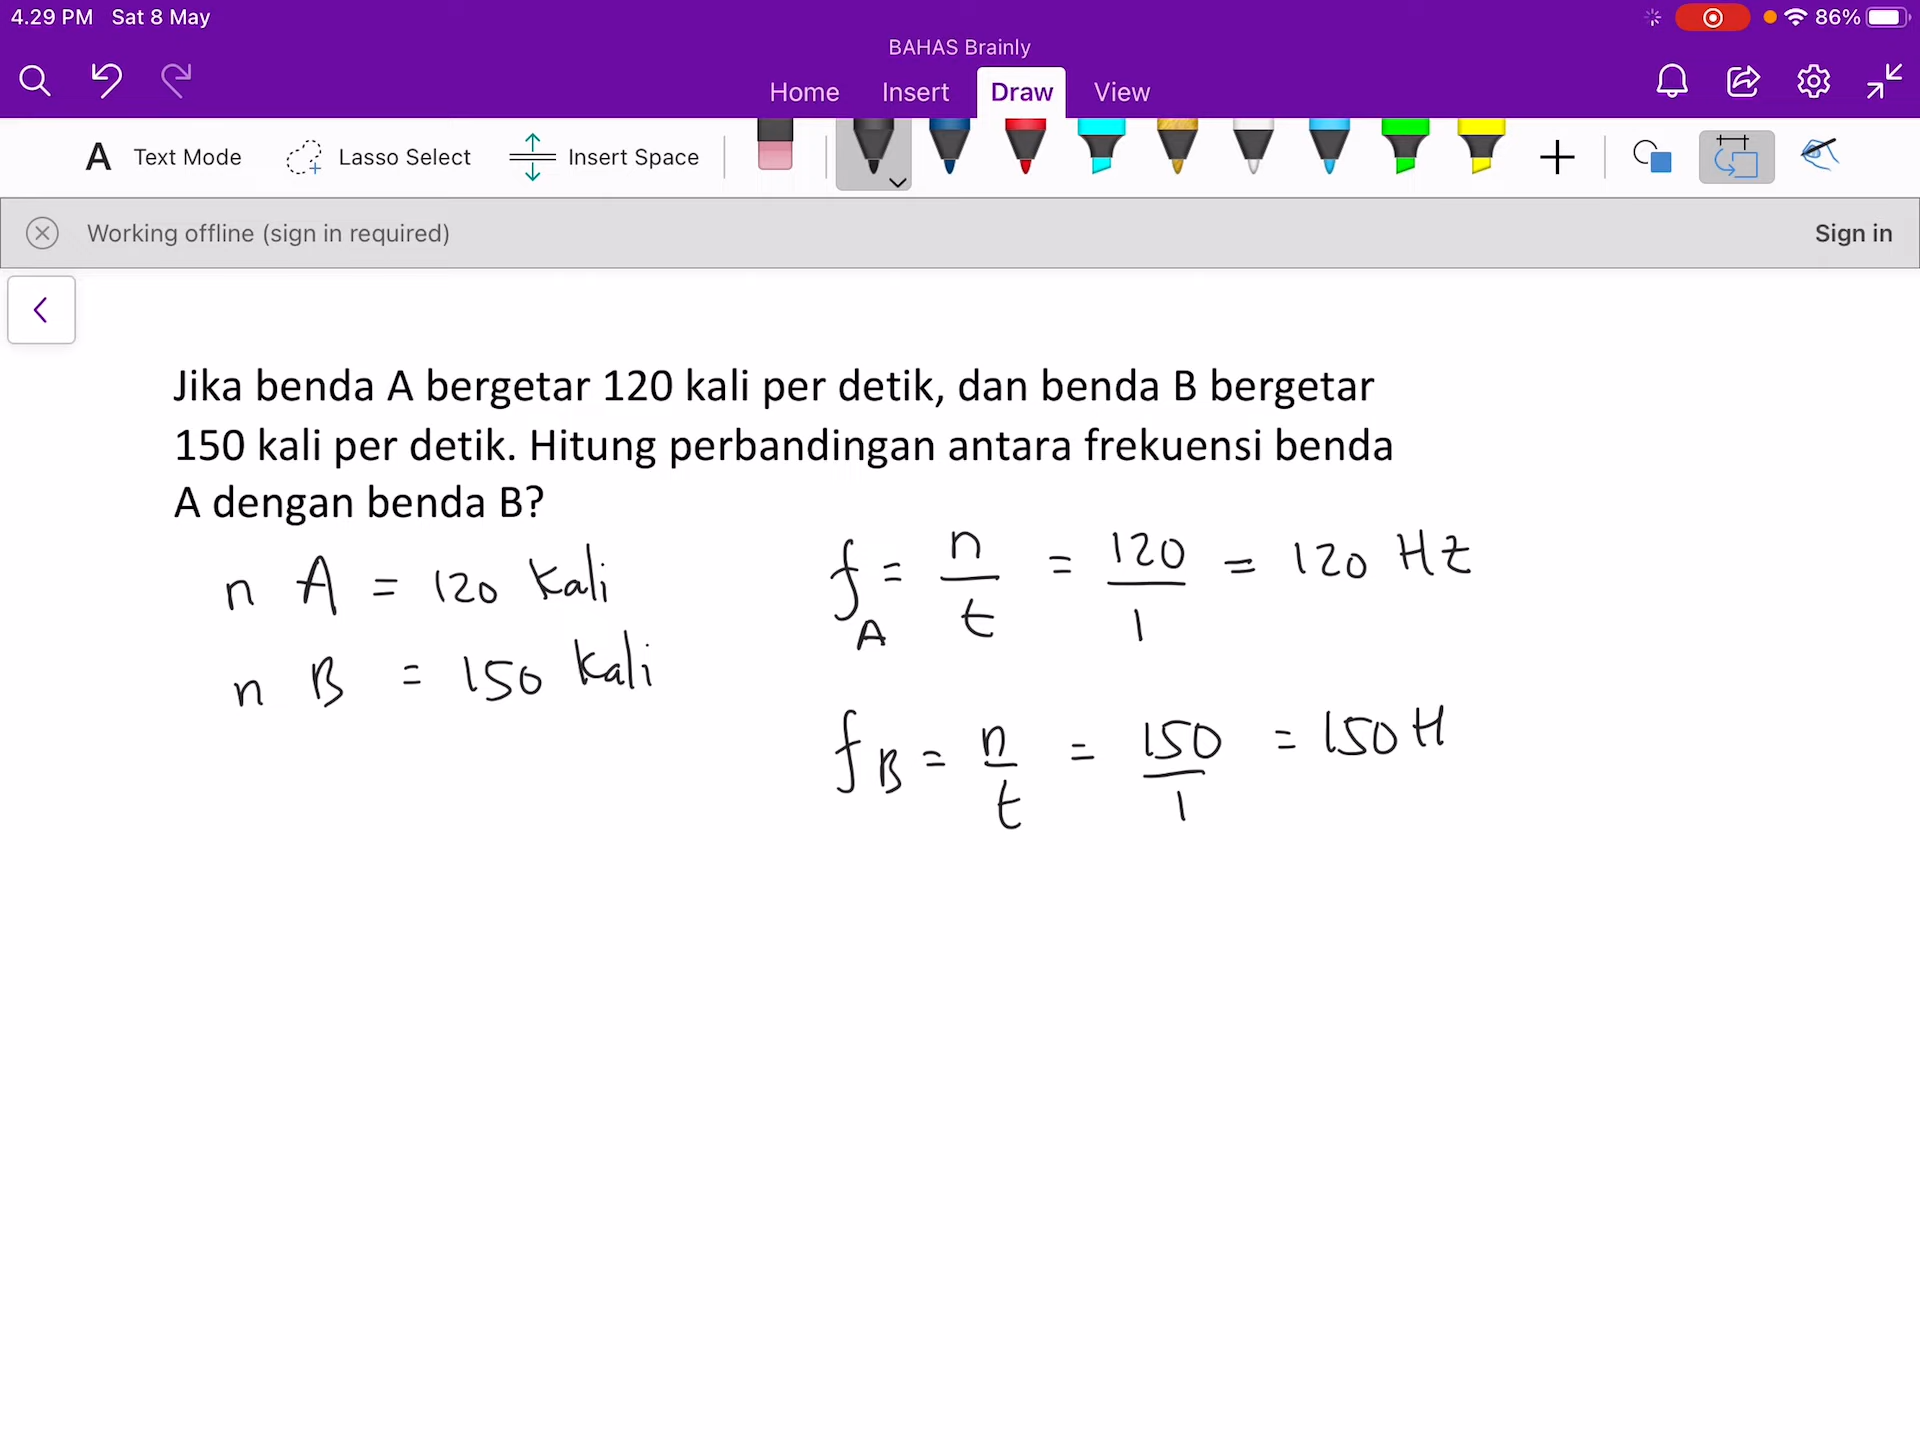 4.29 PM Sat 8 May 86%
BAHAS Brainly
Home Insert Draw View
A Text Mode Lasso Select Insert Space
Working offline (sign in required) Sign in
Jika benda A bergetar 120 kali per detik, dan benda B bergetar
150 kali per detik. Hitung perbandingan antara frekuensi benda
A dengan benda B?
n A = 120 kali
n B = 150 kali
f_A = n/t = 120/1 = 120 Hz
f_B = n/t = 150/1 = 150 H